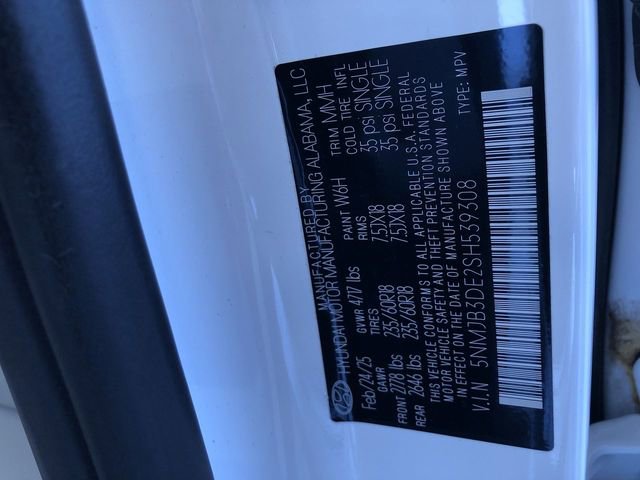 MANUFACTURED BY
HYUNDAI MOTOR MANUFACTURING ALABAMA, LLC
Feb/24/25 GVWR 4717 lbs PAINT W6H TRIM MMH
GAWR TIRES RIMS COLD TIRE INFL
FRONT 2778 lbs 235/60R18 7.5JX18 35 psi SINGLE
REAR 2646 lbs 235/60R18 7.5JX18 35 psi SINGLE
THIS VEHICLE CONFORMS TO ALL APPLICABLE U.S.A. FEDERAL
MOTOR VEHICLE SAFETY AND THEFT PREVENTION STANDARDS
IN EFFECT ON THE DATE OF MANUFACTURE SHOWN ABOVE
V.I.N 5NMJB3DE2SH539308 TYPE: MPV